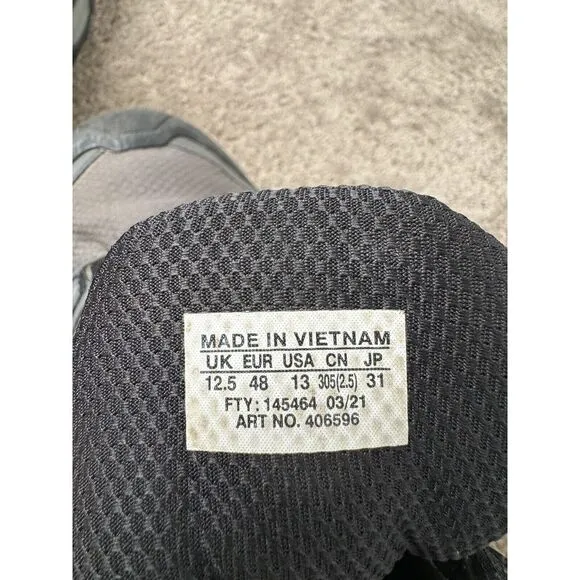 MADE IN VIETNAM
UK EUR USA CN JP
12.5 48 13 305(2.5) 31
FTY: 145464 03/21
ART NO. 406596